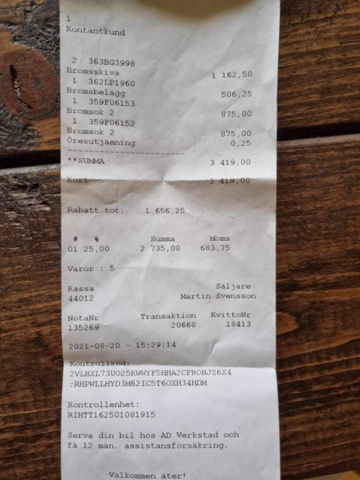 1
Kontantkund
2 363BG3998
Bromsskiva 1 162,50
1 362LP1960
Bromsbelägg 506,25
1 359F06153
Bromsok 2 875,00
1 359F06152
Bromsok 2 875,00
Öresutjämning 0,25
**SUMMA 3 419,00
Kort 3 419,00
Rabatt tot: 1.656,25
# % Summa Moms
01 25,00 2 735,00 683,75
Varor : 5
Kassa Säljare
44012 Martin Svensson
NotaNr Transaktion KvittoNr
135269 20668 18413
2021-08-20 - 15:29:14
Kontrollkod:
Kontrollenhet:
RIHTT162501081915
Serva din bil hos AD Verkstad och
få 12 mån. assistansförsäkring.
Välkommen åter!